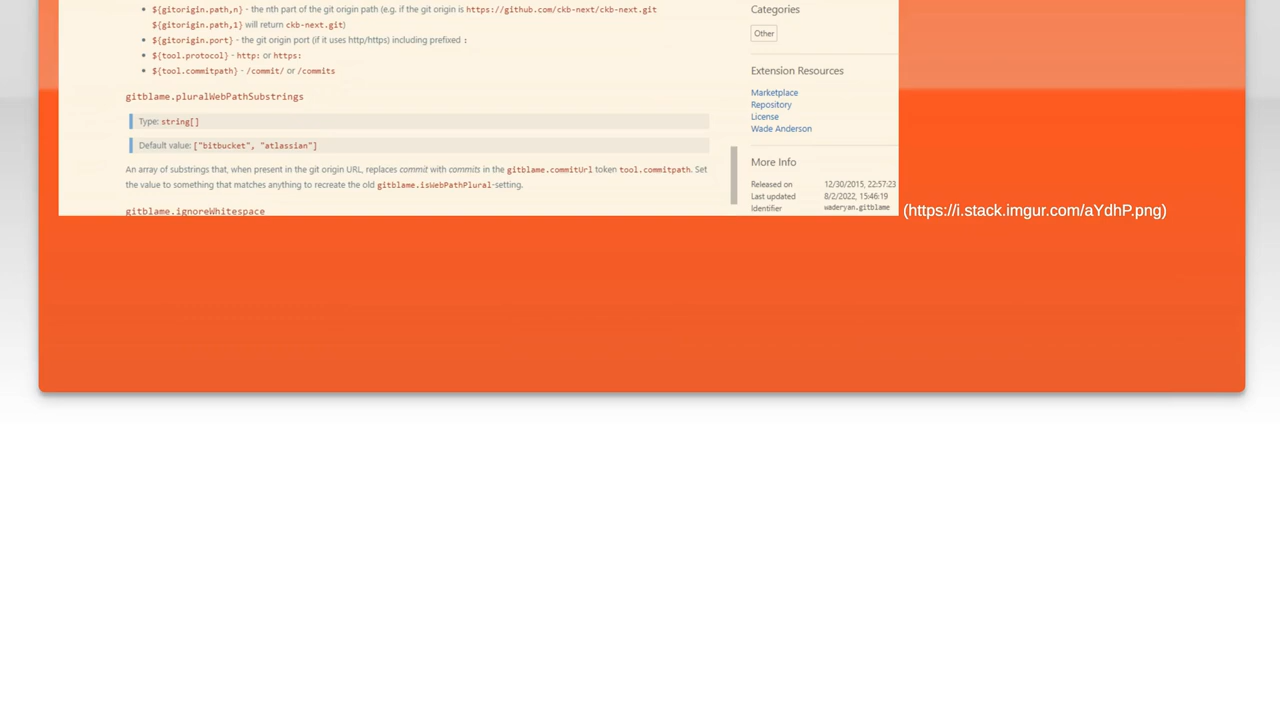 ${gitorigin.path,n} - the nth part of the git origin path (e.g. if the git origin is https://github.com/ckb-next/ckb-next.git
${gitorigin.path,1} will return ckb-next.git)
${gitorigin.port} - the git origin port (if it uses http/https) including prefixed :
${tool.protocol} - http: or https:
${tool.commitpath} - /commit/ or /commits
gitblame.pluralWebPathSubstrings
Type: string[]
Default value: ["bitbucket", "atlassian"]
An array of substrings that, when present in the git origin URL, replaces commit with commits in the gitblame.commitUrl token tool.commitpath. Set
the value to something that matches anything to recreate the old gitblame.isWebPathPlural-setting.
gitblame.ignoreWhitespace
Categories
Other
Extension Resources
Marketplace
Repository
License
Wade Anderson
More Info
Released on 12/30/2015, 22:57:23
Last updated 8/2/2022, 15:46:19
Identifier waderyan.gitblame
(https://i.stack.imgur.com/aYdhP.png)